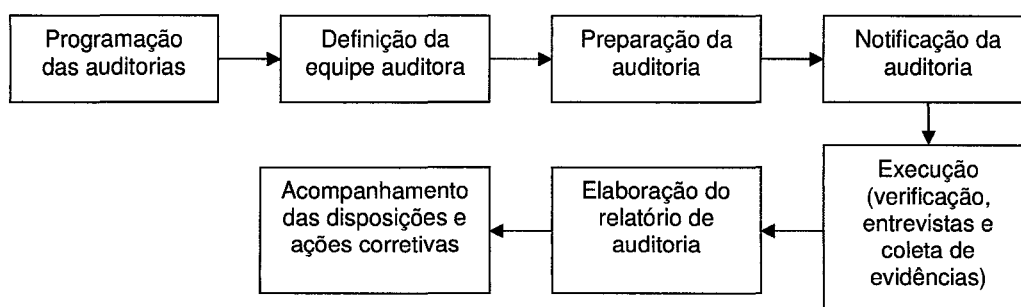 Programação
das auditorias
Definição da
equipe auditora
Preparação da
auditoria
Notificação da
auditoria
Execução
(verificação,
entrevistas e
coleta de
evidências)
Elaboração do
relatório de
auditoria
Acompanhamento
das disposições e
ações corretivas